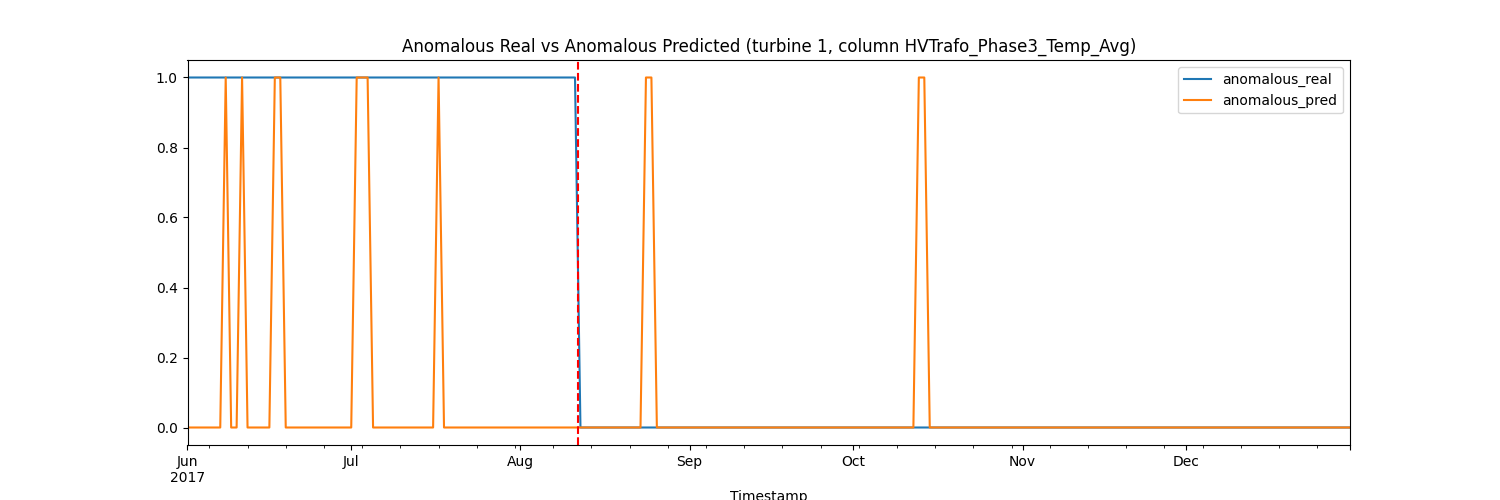 Anomalous Real vs Anomalous Predicted (turbine 1, column HVTrafo_Phase3_Temp_Avg)
anomalous_real
anomalous_pred
1.0
0.8
0.6
0.4
0.2
0.0
Jun Jul Aug Sep Oct Nov Dec
2017
Timestamp